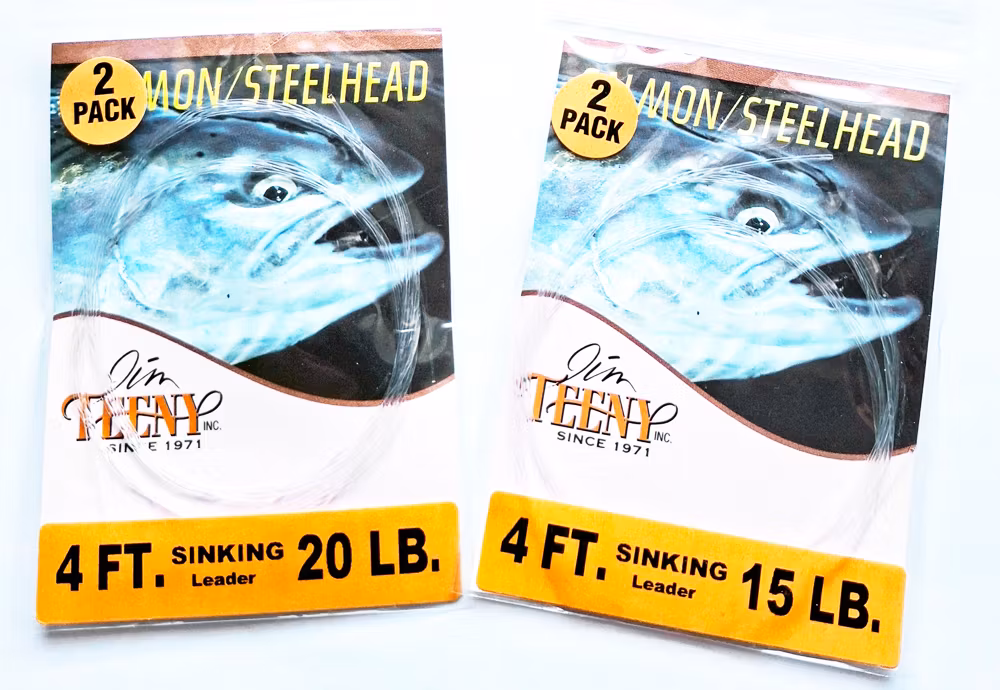 2
PACK
MON/STEELHEAD
Jim
TEENY INC.
SINCE 1971
4 FT. SINKING Leader 20 LB.
2
PACK
MON/STEELHEAD
Jim
TEENY INC.
SINCE 1971
4 FT. SINKING Leader 15 LB.